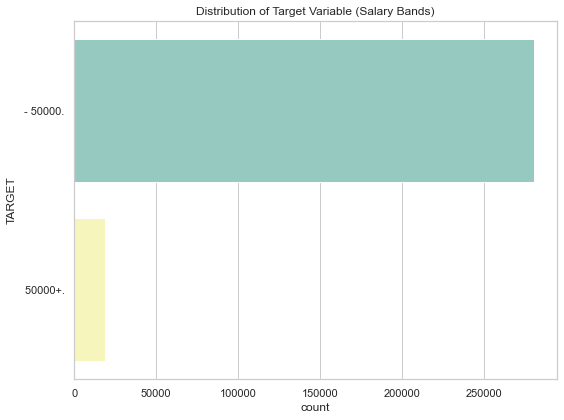 Distribution of Target Variable (Salary Bands)
- 50000.
TARGET
50000+.
0 50000 100000 150000 200000 250000
count